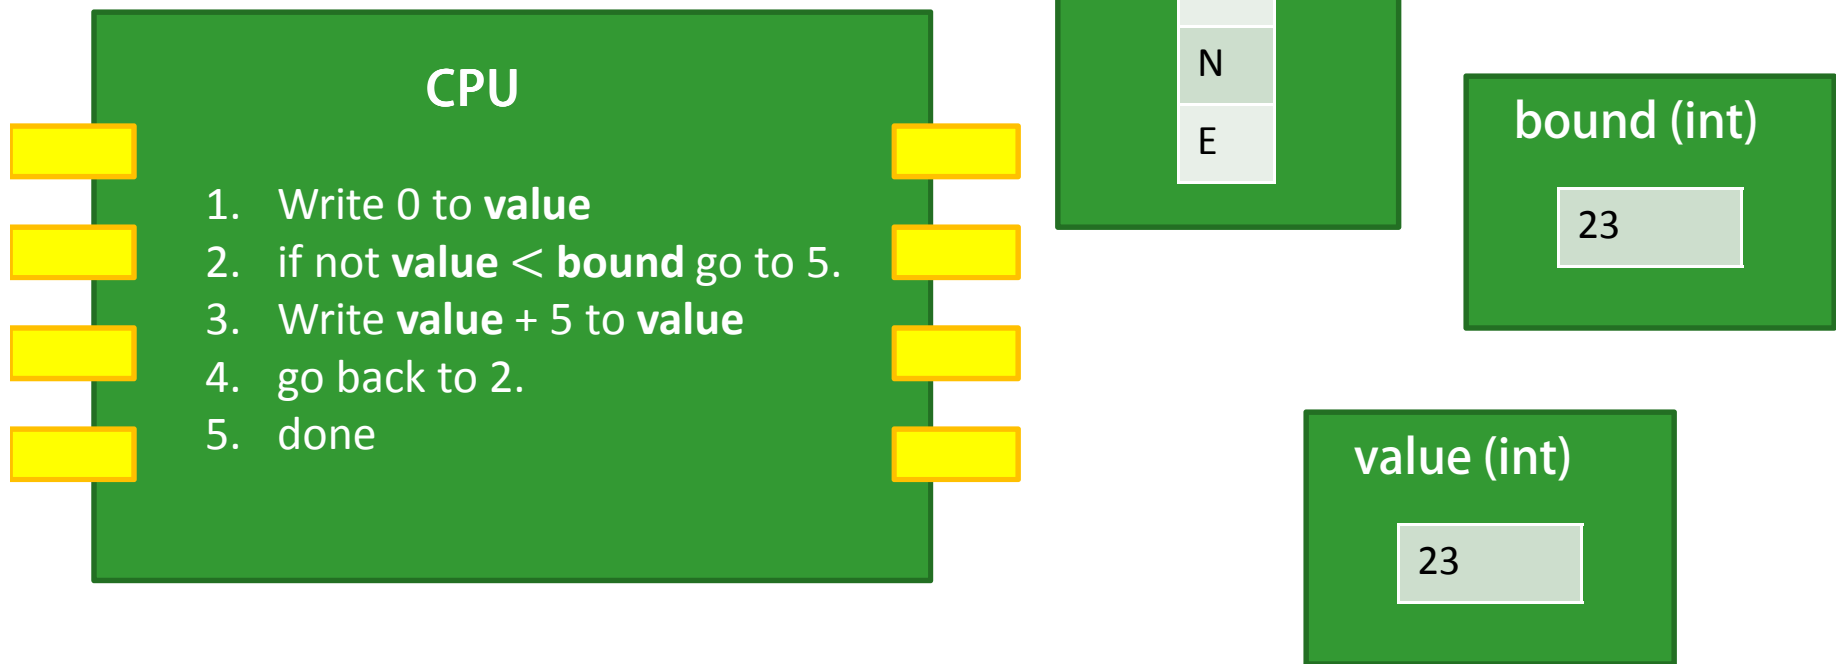 CPU
1. Write 0 to value
2. if not value < bound go to 5.
3. Write value + 5 to value
4. go back to 2.
5. done
N
E
bound (int)
23
value (int)
23